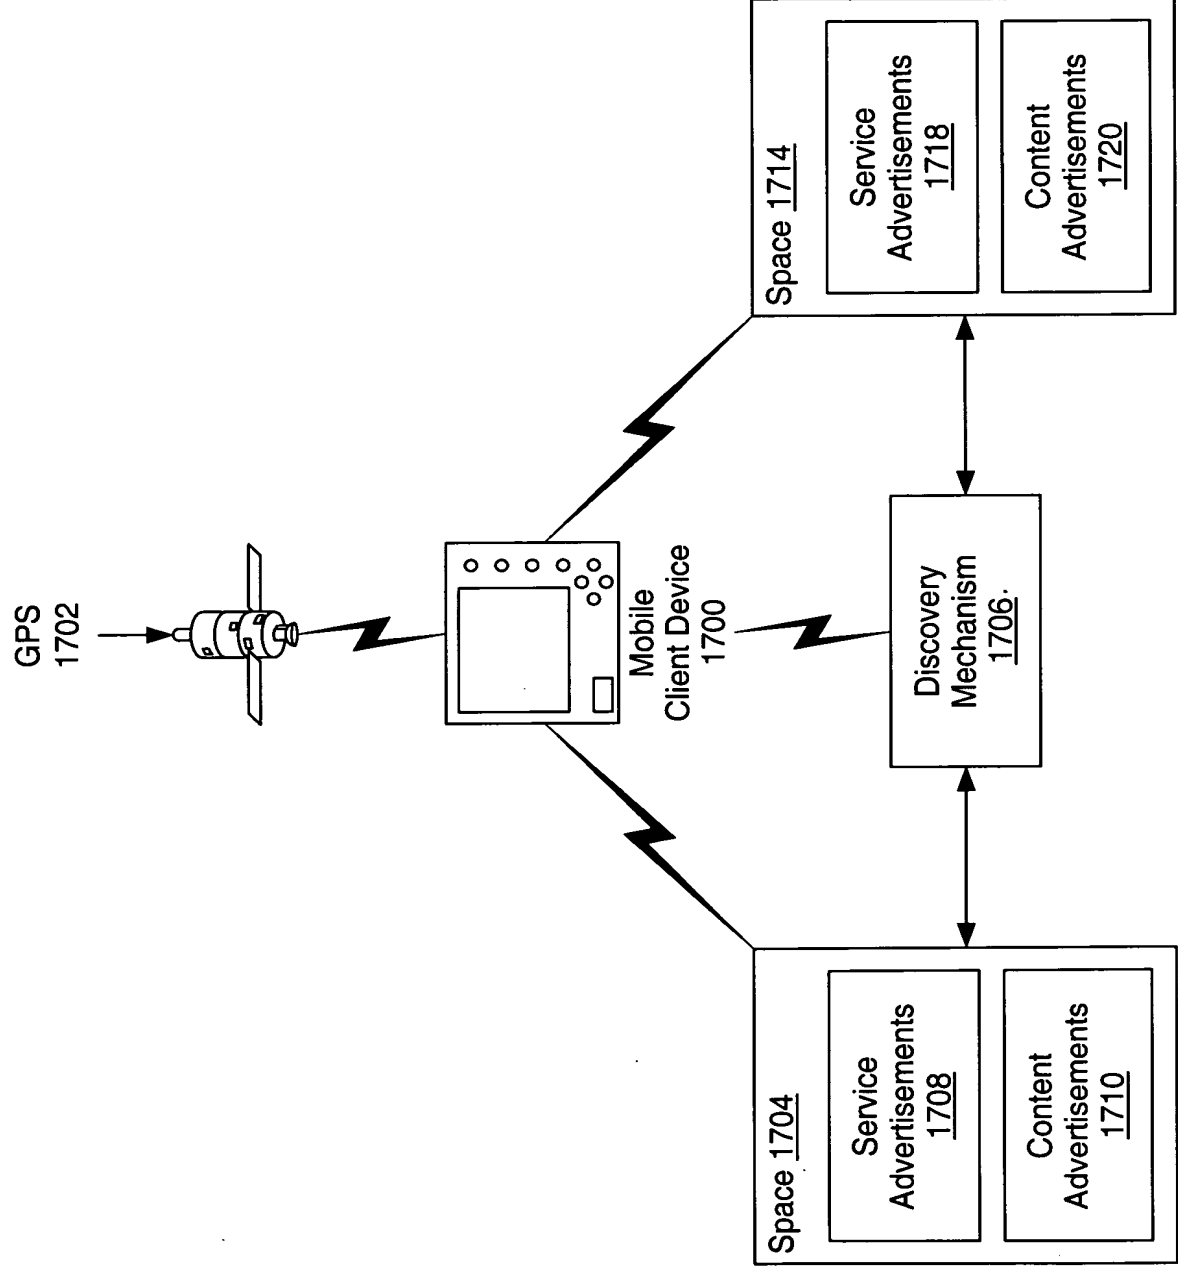 GPS
1702
Mobile
Client Device
1700
Space 1704
Service
Advertisements
1708
Content
Advertisements
1710
Discovery
Mechanism
1706.
Space 1714
Service
Advertisements
1718
Content
Advertisements
1720